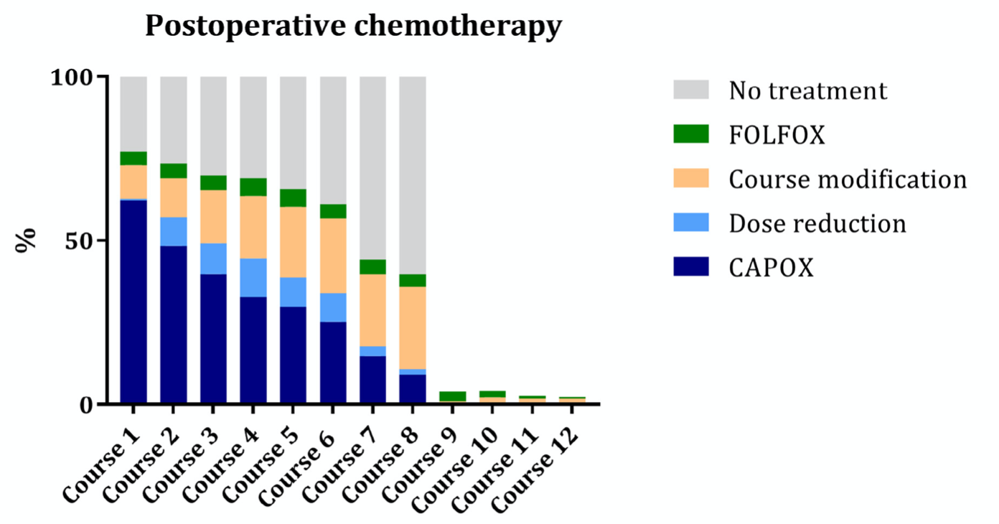 Postoperative chemotherapy
100
50
0
%
Course 1
Course 2
Course 3
Course 4
Course 5
Course 6
Course 7
Course 8
Course 9
Course 10
Course 11
Course 12
No treatment
FOLFOX
Course modification
Dose reduction
CAPOX